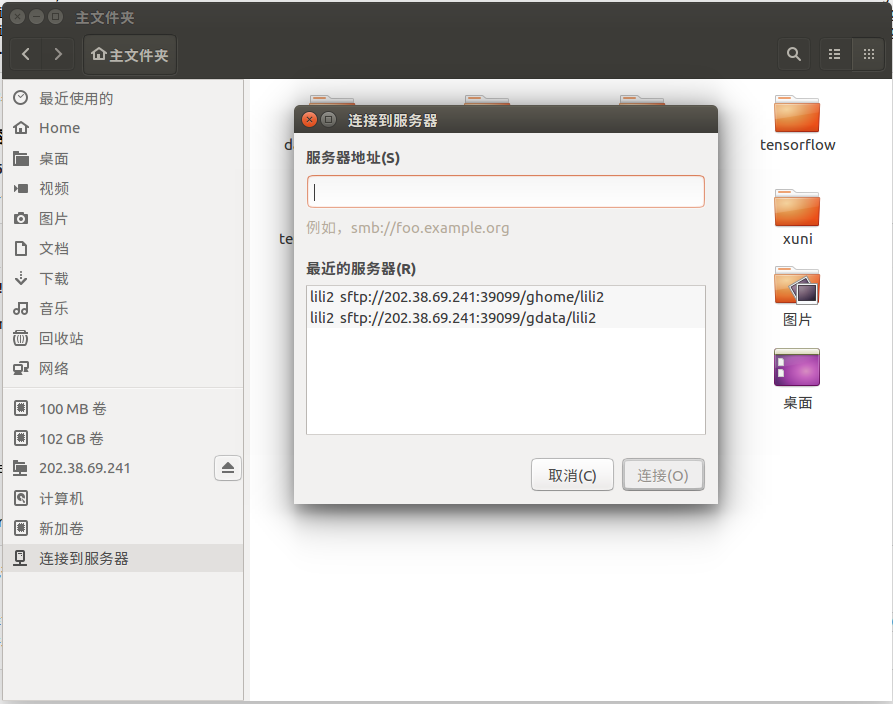 主文件夹
主文件夹
最近使用的
Home
桌面
视频
图片
文档
下载
音乐
回收站
网络
100 MB 卷
102 GB 卷
202.38.69.241
计算机
新加卷
连接到服务器
tensorflow
xuni
图片
桌面
连接到服务器
服务器地址(S)
例如，smb://foo.example.org
最近的服务器(R)
lili2 sftp://202.38.69.241:39099/ghome/lili2
lili2 sftp://202.38.69.241:39099/gdata/lili2
取消(C)
连接(O)